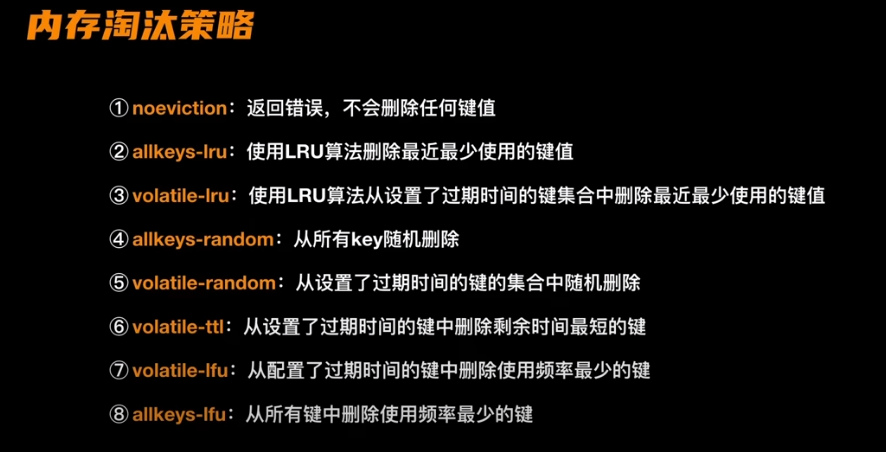 内存淘汰策略
① noeviction：返回错误，不会删除任何键值
② allkeys-lru：使用LRU算法删除最近最少使用的键值
③ volatile-lru：使用LRU算法从设置了过期时间的键集合中删除最近最少使用的键值
④ allkeys-random：从所有key随机删除
⑤ volatile-random：从设置了过期时间的键的集合中随机删除
⑥ volatile-ttl：从设置了过期时间的键中删除剩余时间最短的键
⑦ volatile-lfu：从配置了过期时间的键中删除使用频率最少的键
⑧ allkeys-lfu：从所有键中删除使用频率最少的键